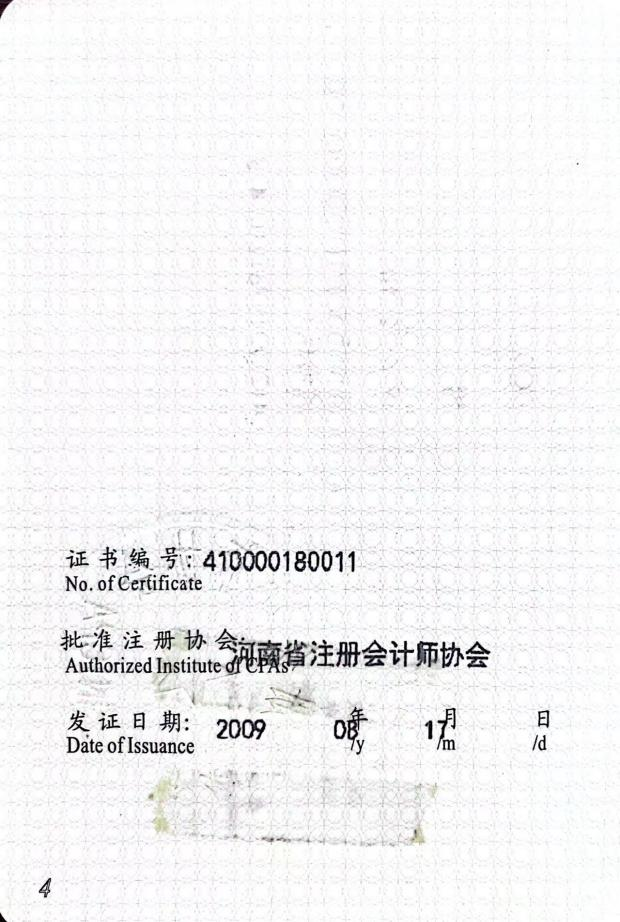 证书编号: 410000180011
No. of Certificate
批准注册协会: 河南省注册会计师协会
Authorized Institute of CPAs
发证日期: 2009 年 08 月 17 日
Date of Issuance /y /m /d
4